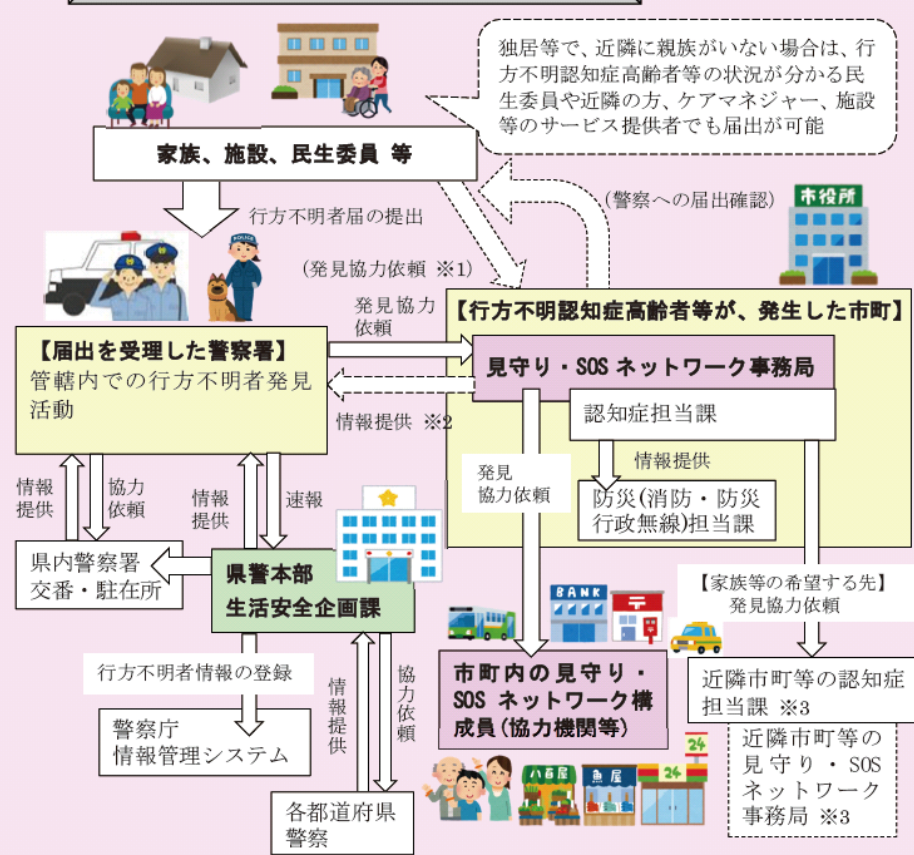 独居等で、近隣に親族がいない場合は、行
方不明認知症高齢者等の状況が分かる民
生委員や近隣の方、ケアマネジャー、施設
等のサービス提供者でも届出が可能
家族、施設、民生委員 等
行方不明者届の提出
(警察への届出確認)
市役所
POLICE
(発見協力依頼 ※1)
発見協力
依頼
【行方不明認知症高齢者等が、発生した市町】
【届出を受理した警察署】
管轄内での行方不明者発見
活動
見守り・SOS ネットワーク事務局
情報提供 ※2
認知症担当課
発見
協力依頼
情報提供
防災(消防・防災
行政無線)担当課
情報
提供
協力
依頼
情報
提供
速報
県内警察署
交番・駐在所
県警本部
生活安全企画課
【家族等の希望する先】
発見協力依頼
BANK
〒
行方不明者情報の登録
情報提供
協力依頼
警察庁
情報管理システム
各都道府県
警察
市町内の見守り・
SOS ネットワーク構
成員(協力機関等)
近隣市町等の認知症
担当課 ※3
近隣市町等の
見守り・SOS
ネットワーク
事務局 ※3
八百屋
魚屋
24
24